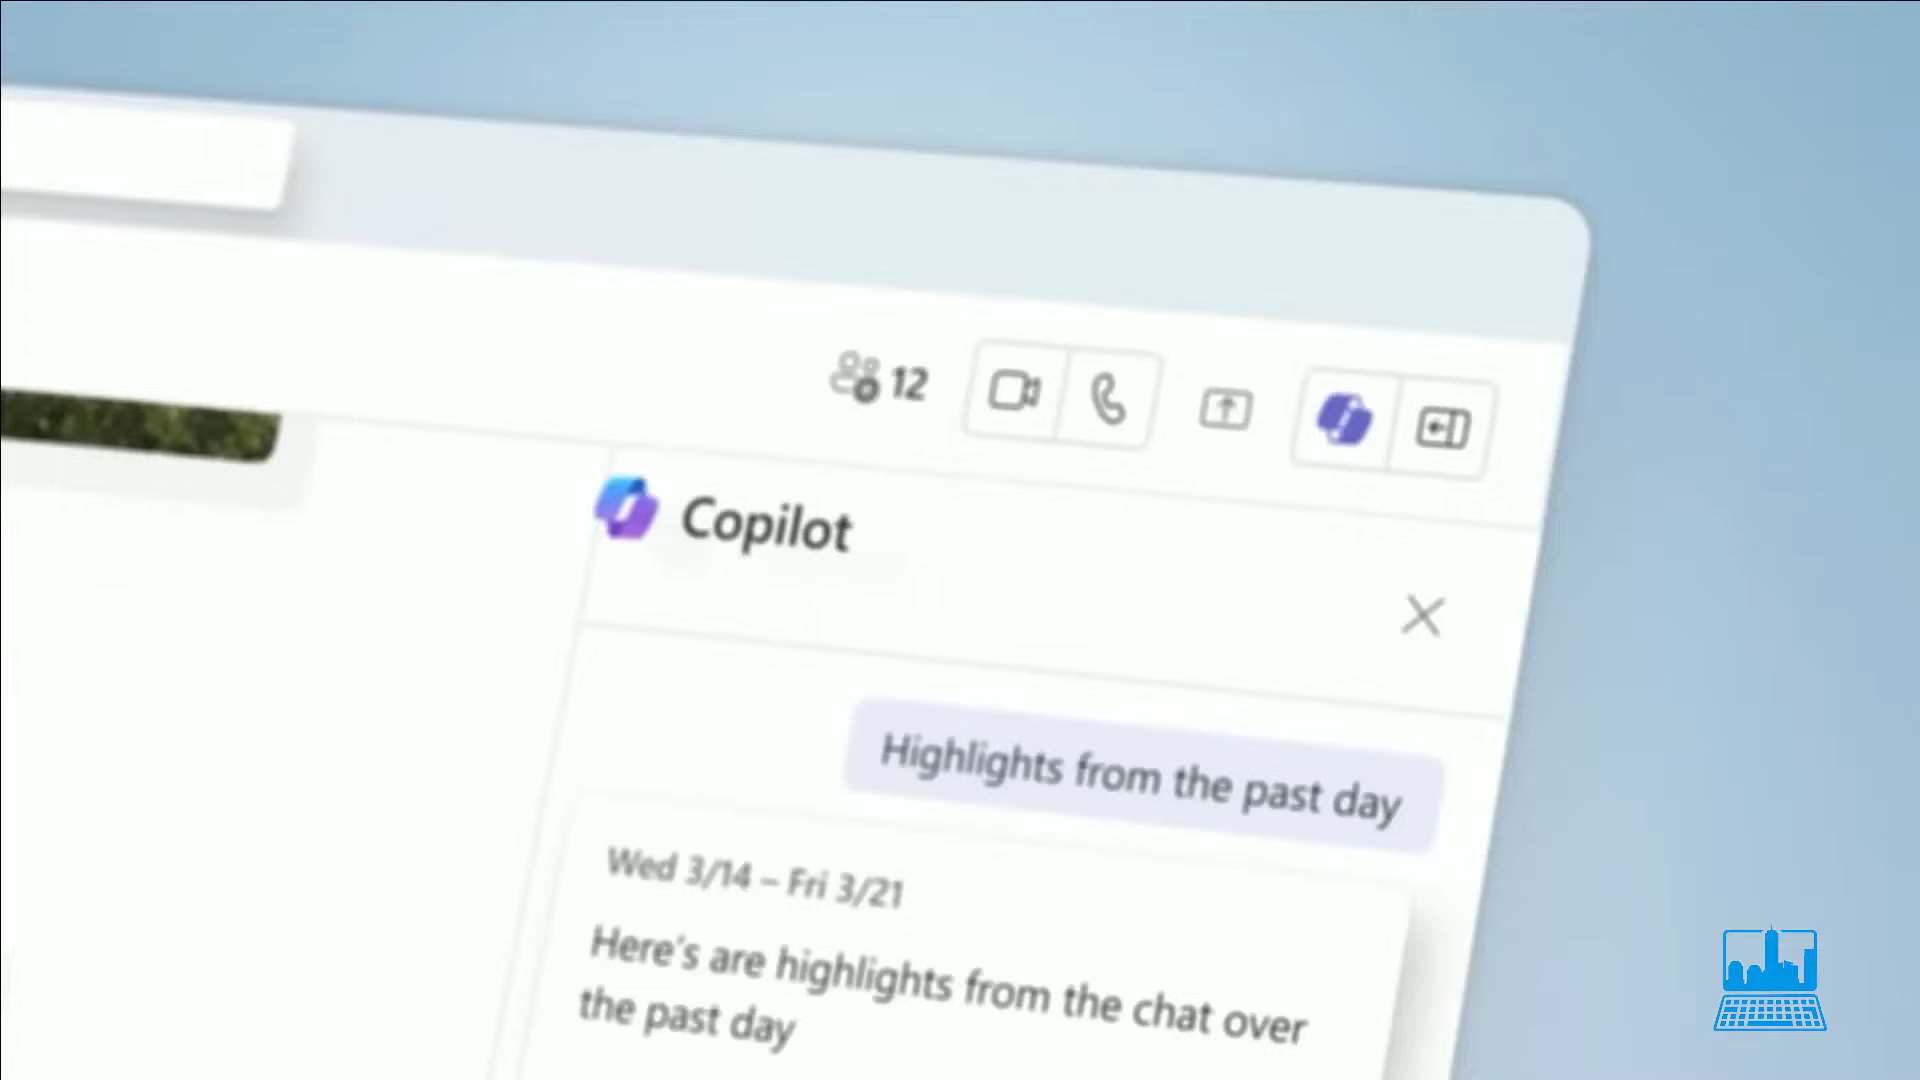 12
Copilot
Highlights from the past day
Wed 3/14 – Fri 3/21
Here's are highlights from the chat over
the past day